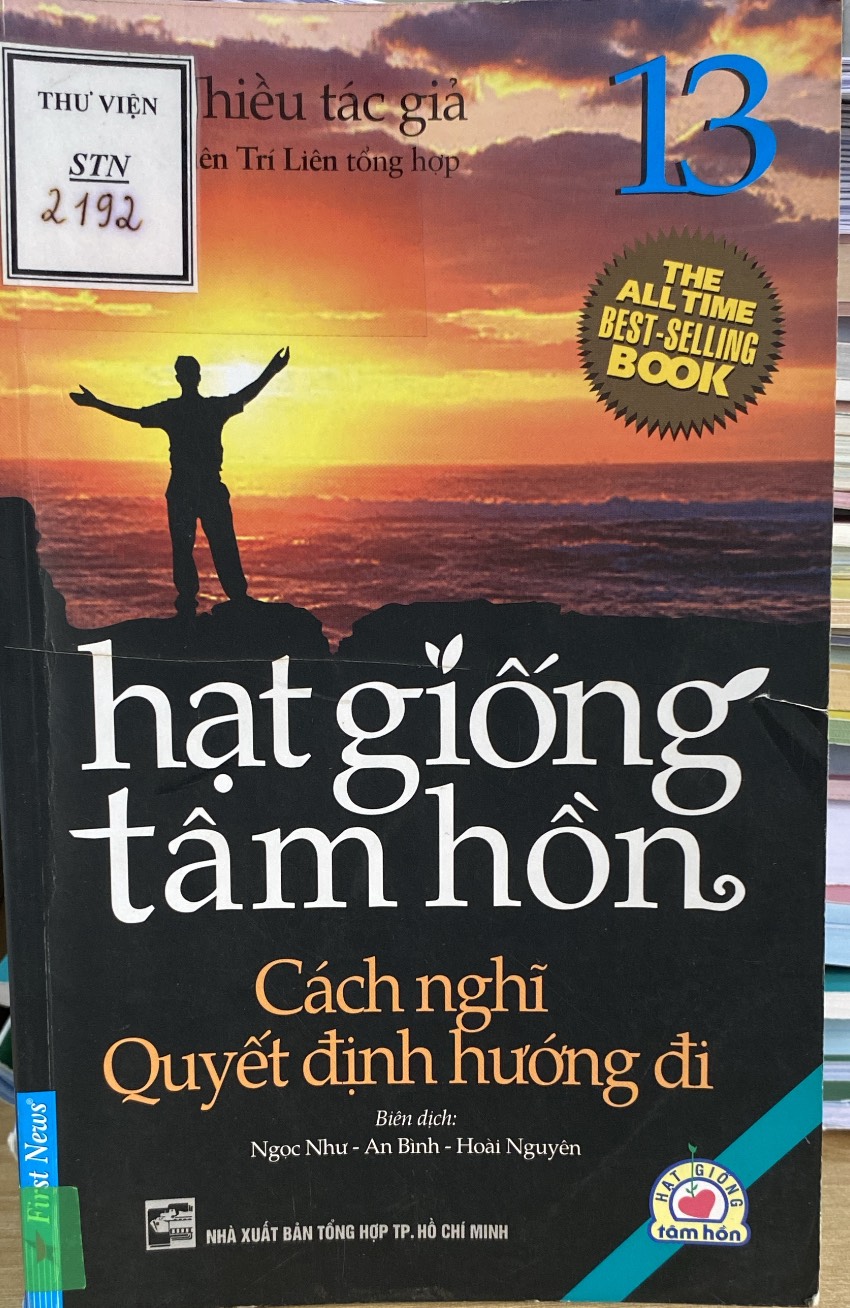 THƯ VIỆN
STN
2192
hiều tác giả
ên Trí Liên tổng hợp
13
THE
ALL TIME
BEST-SELLING
BOOK
hạt giống
tâm hồn
Cách nghĩ
Quyết định hướng đi
Biên dịch:
Ngọc Như - An Bình - Hoài Nguyên
First News®
NHÀ XUẤT BẢN TỔNG HỢP TP. HỒ CHÍ MINH
HẠT GIỐNG
tâm hồn